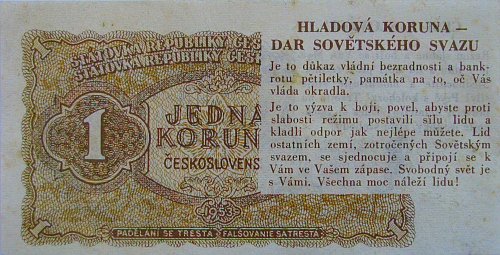 STÁTOVKA REPUBLIKY ČESK
STÁTOVKA REPUBLIKY ČESK
1
JEDNA
KORUN
ČESKOSLOVENS
1953
PADĚLÁNÍ SE TRESTÁ FALŠOVANIE SA TRESTÁ
HLADOVÁ KORUNA —
DAR SOVĚTSKÉHO SVAZU
Je to důkaz vládní bezradnosti a bank-
rotu pětiletky, památka na to, oč Vás
vláda okradla.
Je to výzva k boji, povel, abyste proti
slabosti režimu postavili sílu lidu a
kladli odpor jak nejlépe můžete. Lid
ostatních zemí, zotročených Sovětským
svazem, se sjednocuje a připojí se k
Vám ve Vašem zápase. Svobodný svět je
s Vámi. Všechna moc náleží lidu!